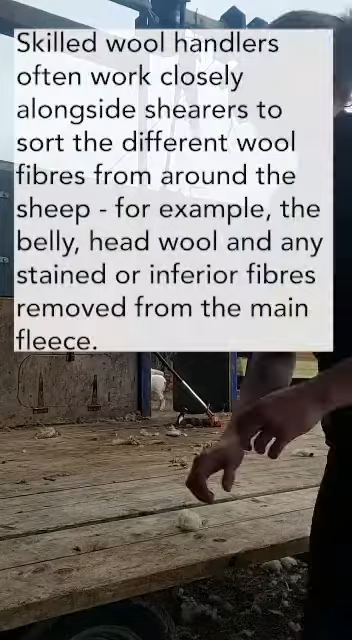 Skilled wool handlers
often work closely
alongside shearers to
sort the different wool
fibres from around the
sheep - for example, the
belly, head wool and any
stained or inferior fibres
removed from the main
fleece.